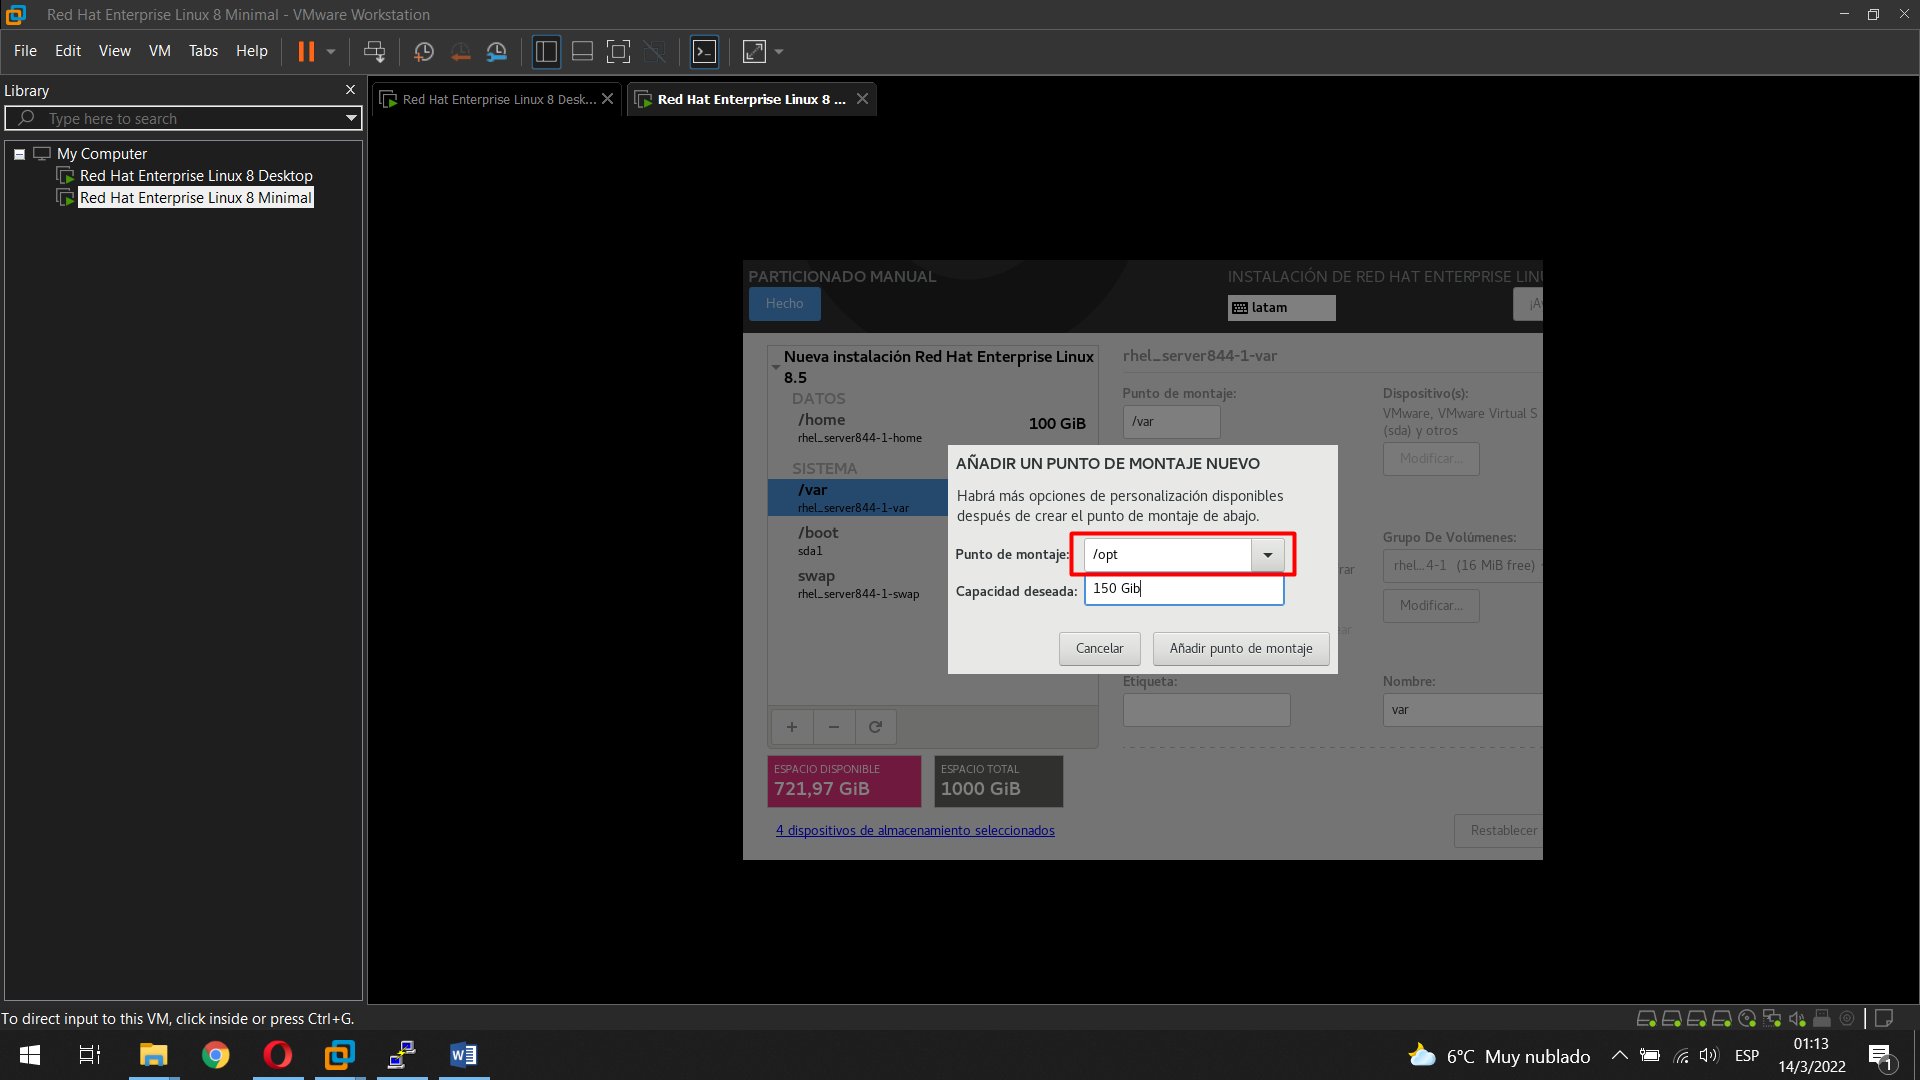 Red Hat Enterprise Linux 8 Minimal - VMware Workstation
File Edit View VM Tabs Help
Library
Type here to search
My Computer
Red Hat Enterprise Linux 8 Desktop
Red Hat Enterprise Linux 8 Minimal
Red Hat Enterprise Linux 8 Desk...
Red Hat Enterprise Linux 8 ...
PARTICIONADO MANUAL
Hecho
INSTALACIÓN DE RED HAT ENTERPRISE LINU
latam
¡A
Nueva instalación Red Hat Enterprise Linux
8.5
DATOS
/home
100 GiB
rhel_server844-1-home
SISTEMA
/var
rhel_server844-1-var
/boot
sda1
swap
rhel_server844-1-swap
+ −
ESPACIO DISPONIBLE
721,97 GiB
ESPACIO TOTAL
1000 GiB
4 dispositivos de almacenamiento seleccionados
rhel_server844-1-var
Punto de montaje:
/var
Dispositivo(s):
VMware, VMware Virtual S
(sda) y otros
Modificar...
AÑADIR UN PUNTO DE MONTAJE NUEVO
Habrá más opciones de personalización disponibles
después de crear el punto de montaje de abajo.
Punto de montaje: /opt
Capacidad deseada: 150 Gib
Cancelar
Añadir punto de montaje
rar
Grupo De Volúmenes:
rhel...4-1 (16 MiB free)
Modificar...
Etiqueta:
Nombre:
var
Restablecer
To direct input to this VM, click inside or press Ctrl+G.
6°C Muy nublado
ESP
01:13
14/3/2022
1